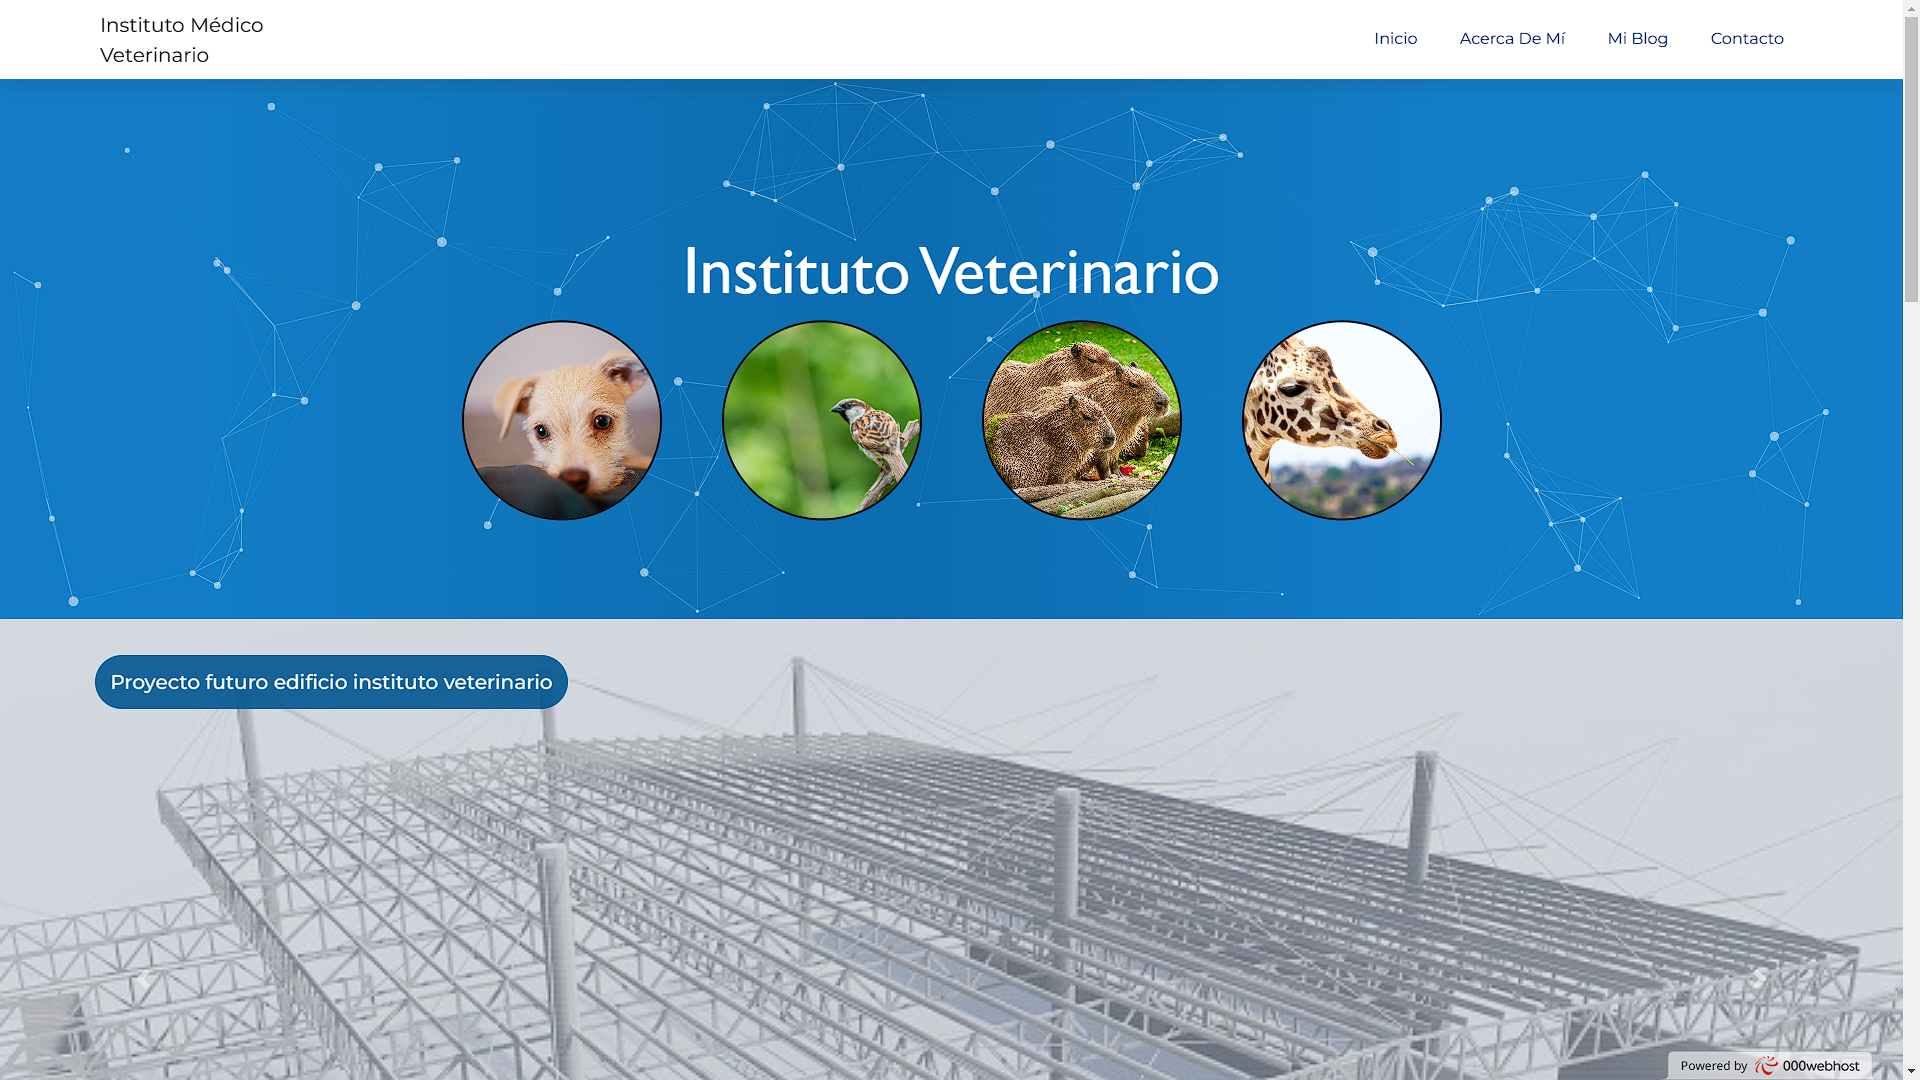 Instituto Médico
Veterinario
Inicio
Acerca De Mí
Mi Blog
Contacto
Instituto Veterinario
Proyecto futuro edificio instituto veterinario
Powered by 000webhost